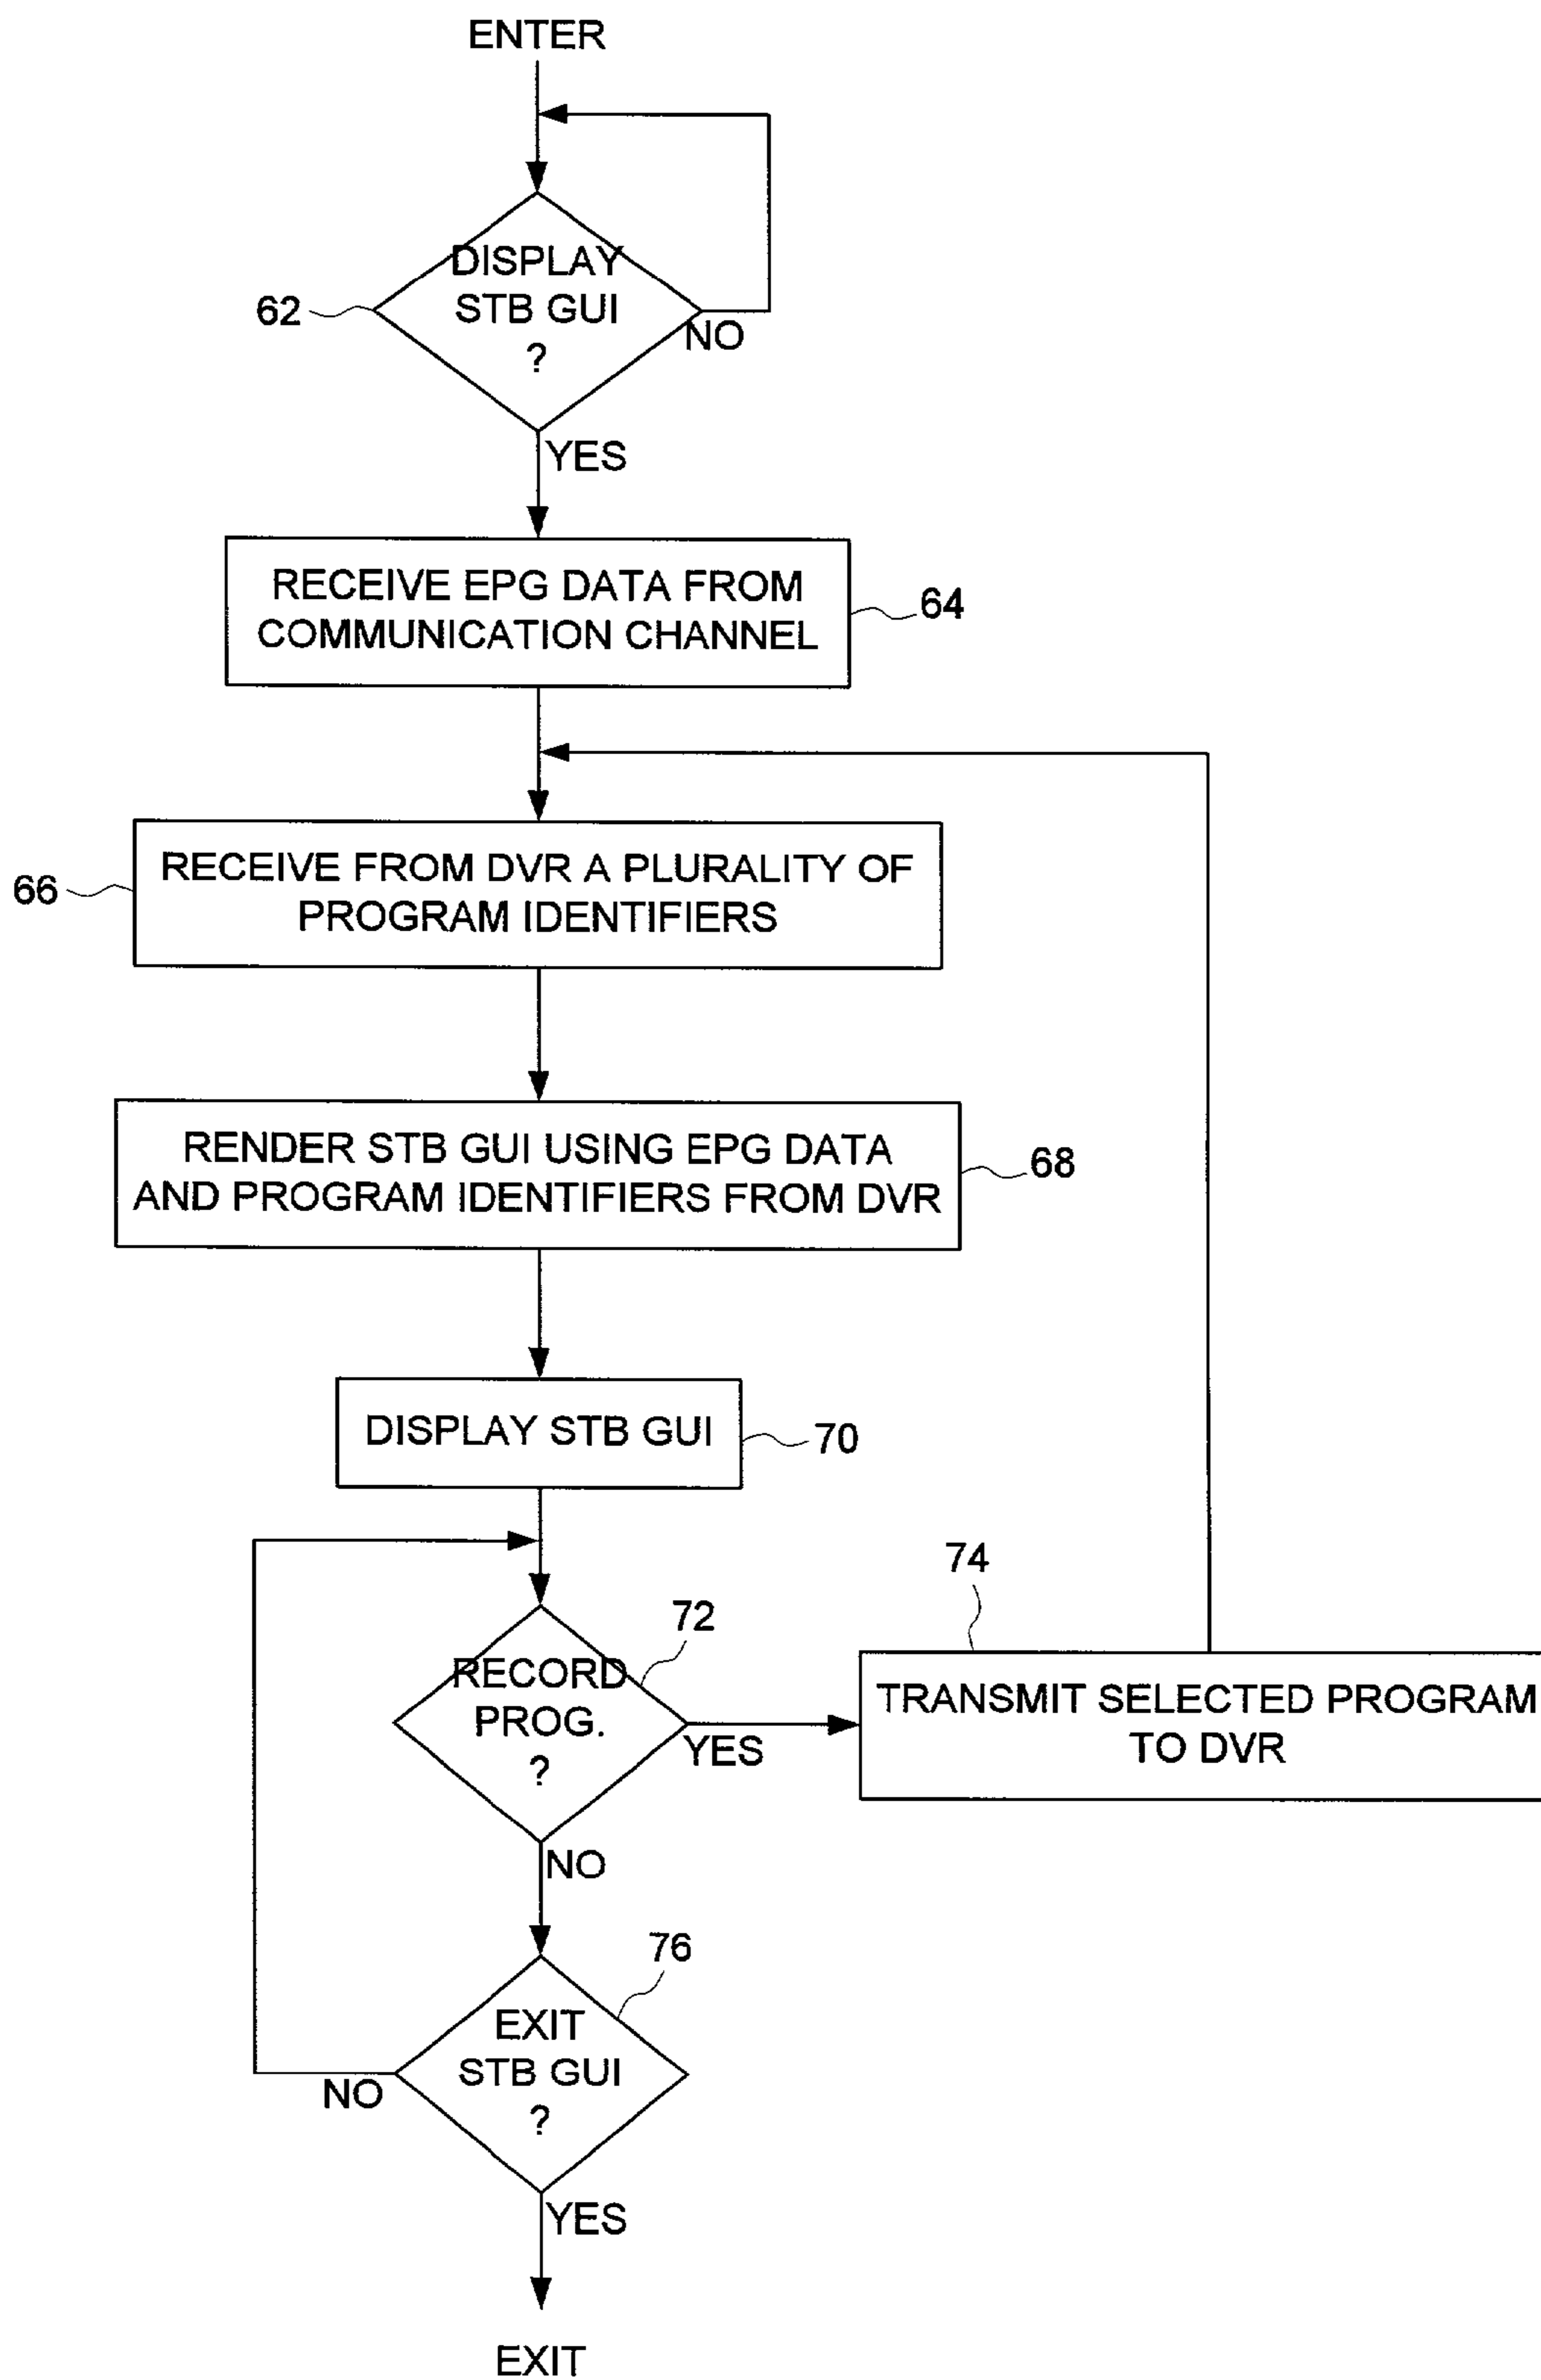 ENTER
DISPLAY
STB GUI
?
62
NO
YES
RECEIVE EPG DATA FROM
COMMUNICATION CHANNEL
64
RECEIVE FROM DVR A PLURALITY OF
PROGRAM IDENTIFIERS
66
RENDER STB GUI USING EPG DATA
AND PROGRAM IDENTIFIERS FROM DVR
68
DISPLAY STB GUI
70
RECORD
PROG.
?
72
YES
74
TRANSMIT SELECTED PROGRAM
TO DVR
NO
76
EXIT
STB GUI
?
NO
YES
EXIT